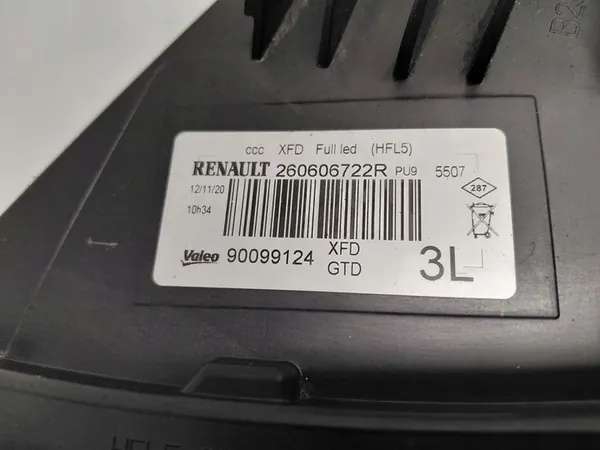 B2
ccc XFD Full led (HFL5)
RENAULT 260606722R PU9 5507
12/11/20
287
10h34
Valeo 90099124 XFD
GTD
3L